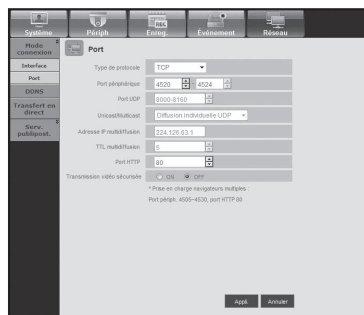 Système
Périph
REC
Enreg.
Événement
Réseau
Mode connexion
Interface
Port
DDNS
Transfert en direct
Serv. publipost.
Port
Type de protocole TCP
Port périphérique 4520 - 4524
Port UDP 8000-8160
Unicast/Multicast Diffusion individuelle UDP
Adresse IP multidiffusion 224.126.63.1
TTL multidiffusion 5
Port HTTP 80
Transmission vidéo sécurisée ON OFF
* Prise en charge navigateurs multiples :
Port périph. 4505~4530, port HTTP 80
Appli. Annuler